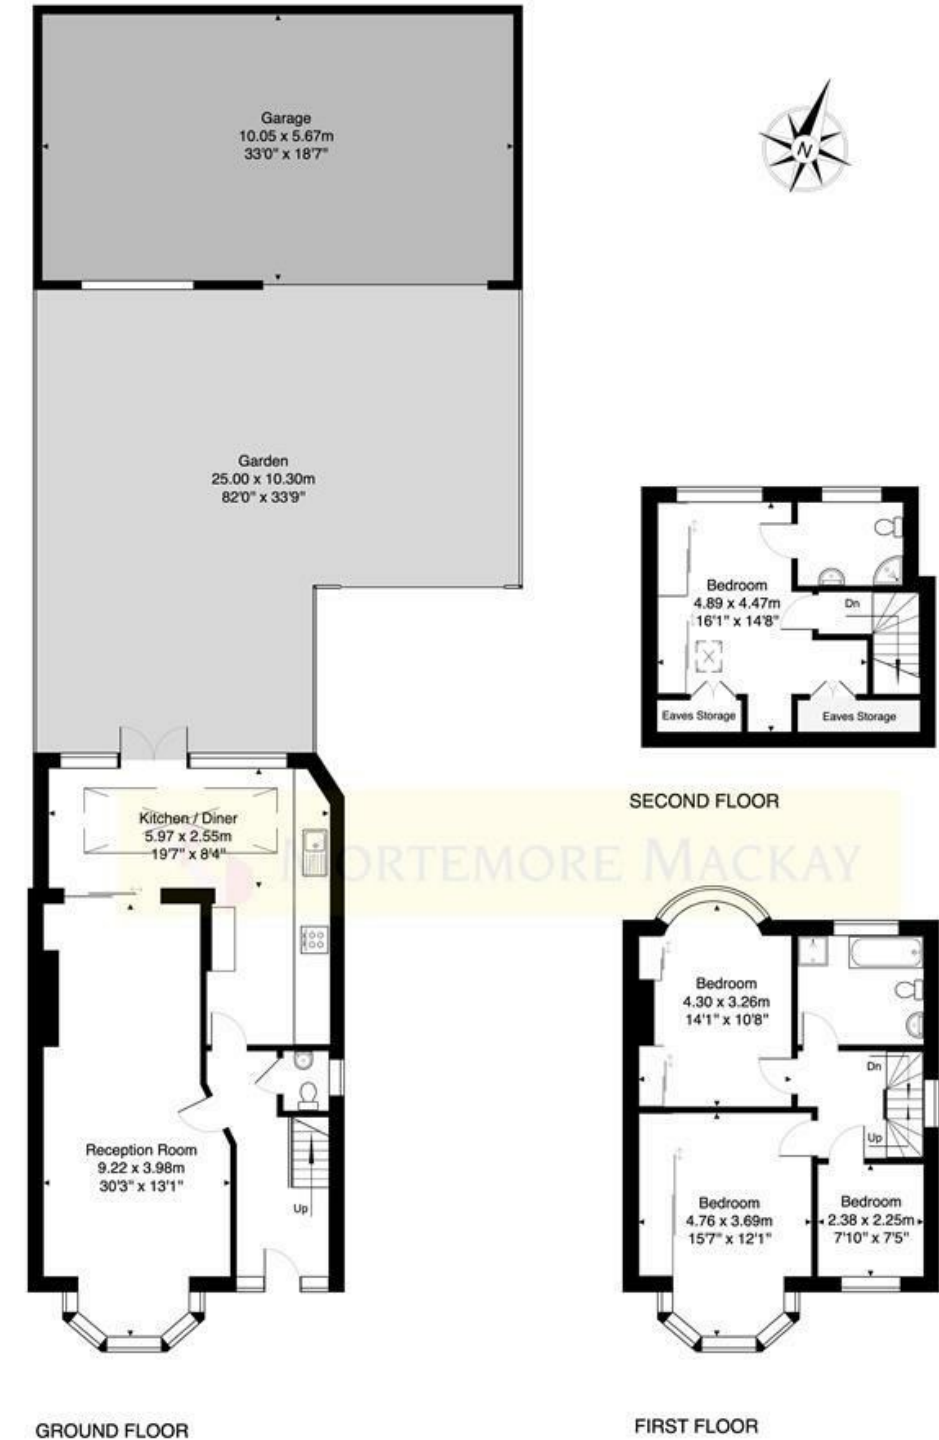 Garage
10.05 x 5.67m
33'0" x 18'7"
N
Garden
25.00 x 10.30m
82'0" x 33'9"
Bedroom
4.89 x 4.47m
16'1" x 14'8"
Dn
Eaves Storage
Eaves Storage
SECOND FLOOR
Kitchen / Diner
5.97 x 2.55m
19'7" x 8'4"
MORTEMORE MACKAY
Bedroom
4.30 x 3.26m
14'1" x 10'8"
Dn
Up
Reception Room
9.22 x 3.98m
30'3" x 13'1"
Up
Bedroom
4.76 x 3.69m
15'7" x 12'1"
Bedroom
2.38 x 2.25m
7'10" x 7'5"
GROUND FLOOR
FIRST FLOOR